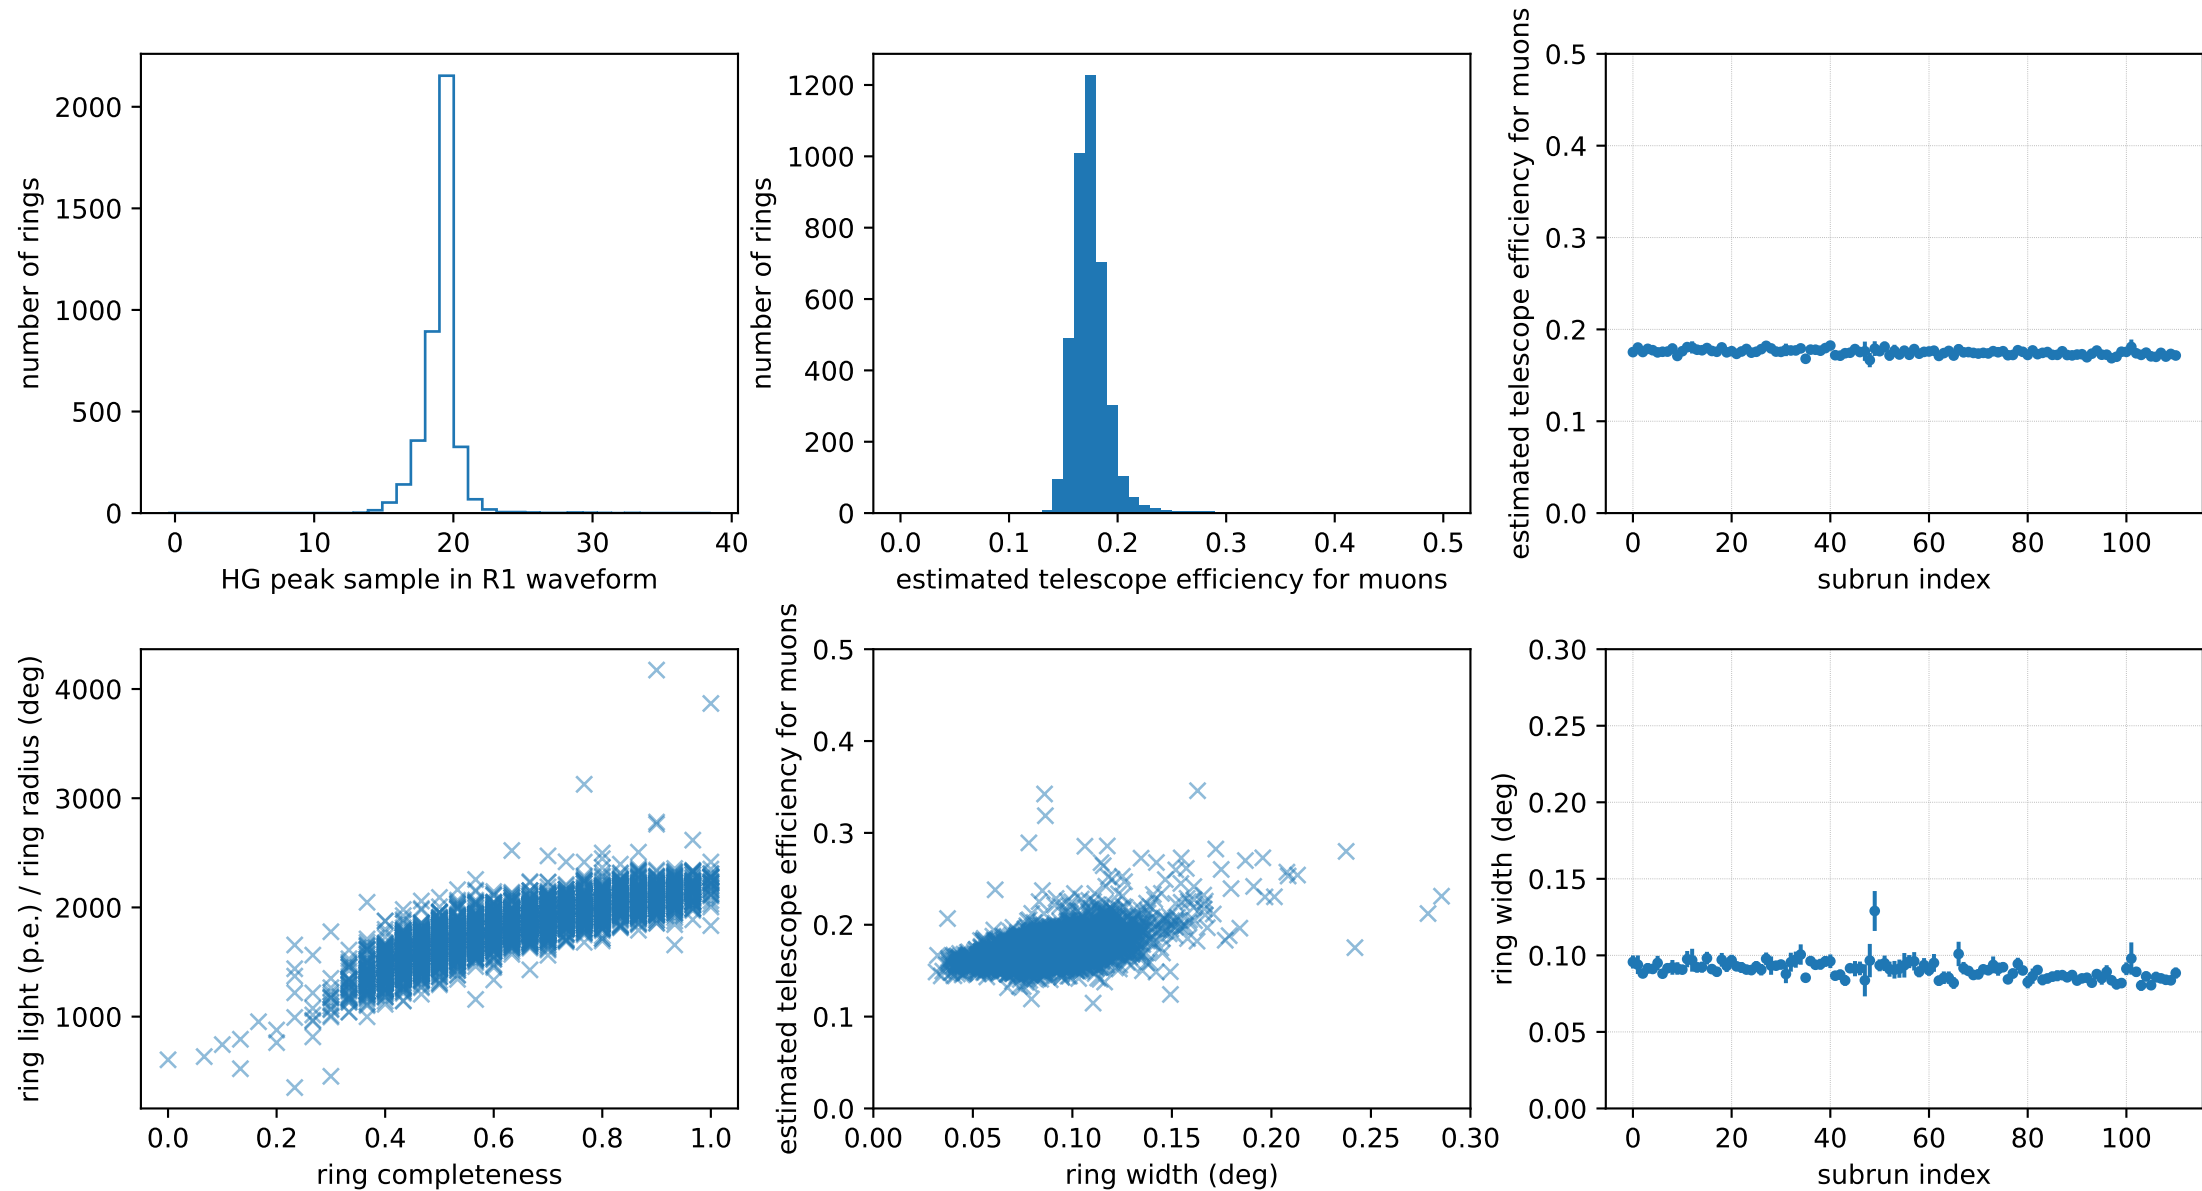 2000
1500
1000
500
0
number of rings
0 10 20 30 40
HG peak sample in R1 waveform
1200
1000
800
600
400
200
0
number of rings
0.0 0.1 0.2 0.3 0.4 0.5
estimated telescope efficiency for muons
0.5
0.4
0.3
0.2
0.1
0.0
estimated telescope efficiency for muons
0 20 40 60 80 100
subrun index
4000
3000
2000
1000
ring light (p.e.) / ring radius (deg)
0.0 0.2 0.4 0.6 0.8 1.0
ring completeness
0.5
0.4
0.3
0.2
0.1
0.0
estimated telescope efficiency for muons
0.00 0.05 0.10 0.15 0.20 0.25 0.30
ring width (deg)
0.30
0.25
0.20
0.15
0.10
0.05
0.00
ring width (deg)
0 20 40 60 80 100
subrun index